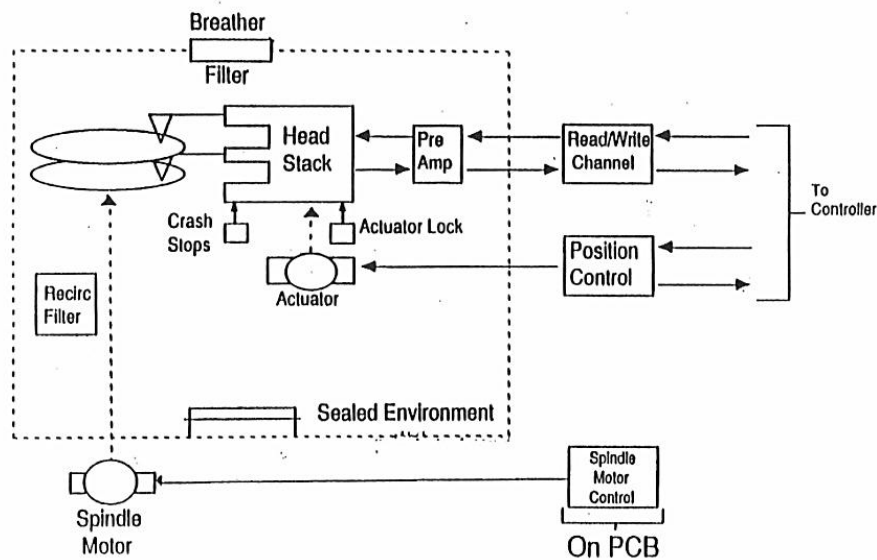 Breather
Filter
Head
Stack
Pre
Amp
Read/Write
Channel
To
Controller
Crash
Stops
Actuator Lock
Position
Control
Actuator
Recirc
Filter
Sealed Environment
Spindle
Motor
Control
Spindle
Motor
On PCB